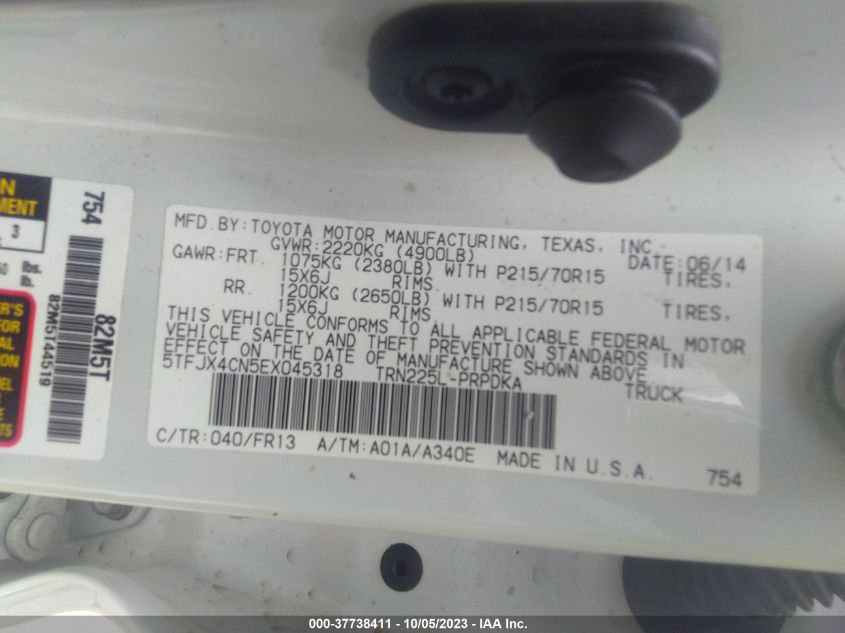 MFD. BY: TOYOTA MOTOR MANUFACTURING, TEXAS, INC.
GVWR: 2220KG (4900LB) DATE: 06/14
GAWR: FRT 1075KG (2380LB) WITH P215/70R15 TIRES,
15X6J RIMS,
RR. 1200KG (2650LB) WITH P215/70R15 TIRES,
15X6J RIMS,
THIS VEHICLE CONFORMS TO ALL APPLICABLE FEDERAL MOTOR
VEHICLE SAFETY AND THEFT PREVENTION STANDARDS IN
EFFECT ON THE DATE OF MANUFACTURE SHOWN ABOVE.
5TFJX4CN5EX045318 TRN225L-PRPDKA TRUCK
C/TR: 040/FR13 A/TM: A01A/A340E MADE IN U.S.A.
754
754
82M5T
82M5T44519
3
lbs.
lb.
000-37738411 - 10/05/2023 - IAA Inc.